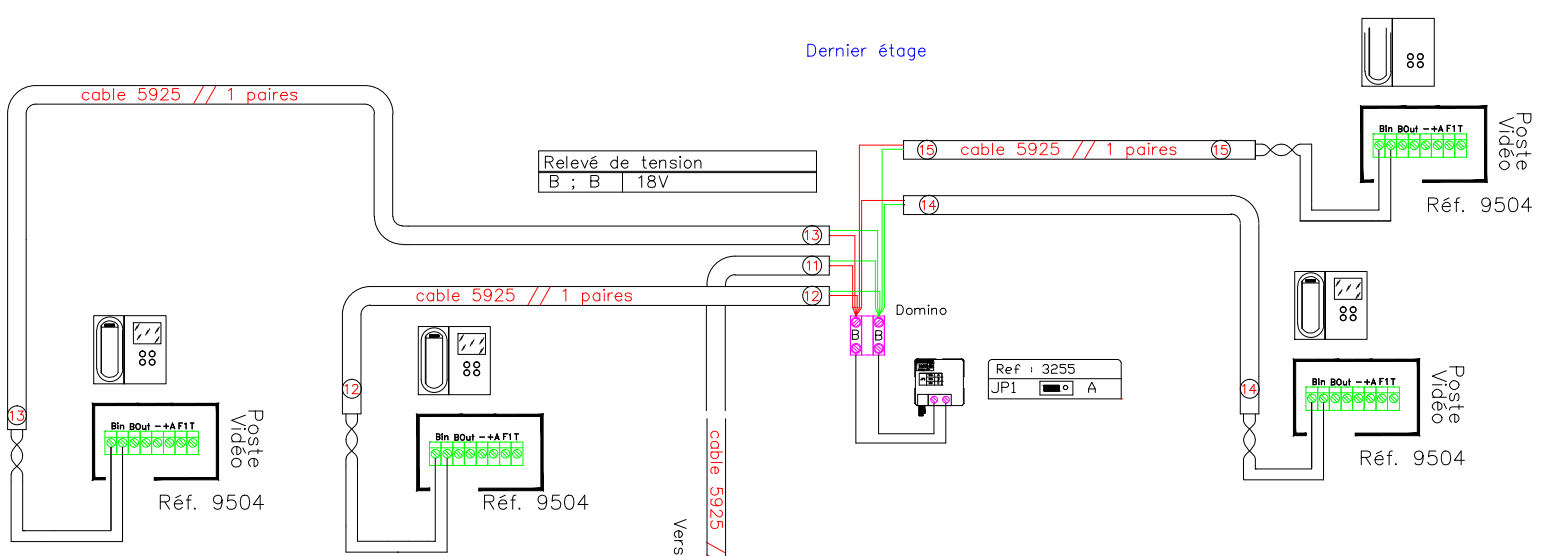 Dernier étage
cable 5925 // 1 paires
Relevé de tension
B ; B 18V
15 cable 5925 // 1 paires 15
BIn BOut - +A F1 T
Poste Vidéo
Réf. 9504
14
13
11
cable 5925 // 1 paires 12
Domino
B B
Ref : 3255
JP1 A
12
14
13
BIn BOut - +A F1 T
Poste Vidéo
Réf. 9504
BIn BOut - +A F1 T
Poste Vidéo
Réf. 9504
BIn BOut - +A F1 T
Réf. 9504
cable 5925 /
Vers